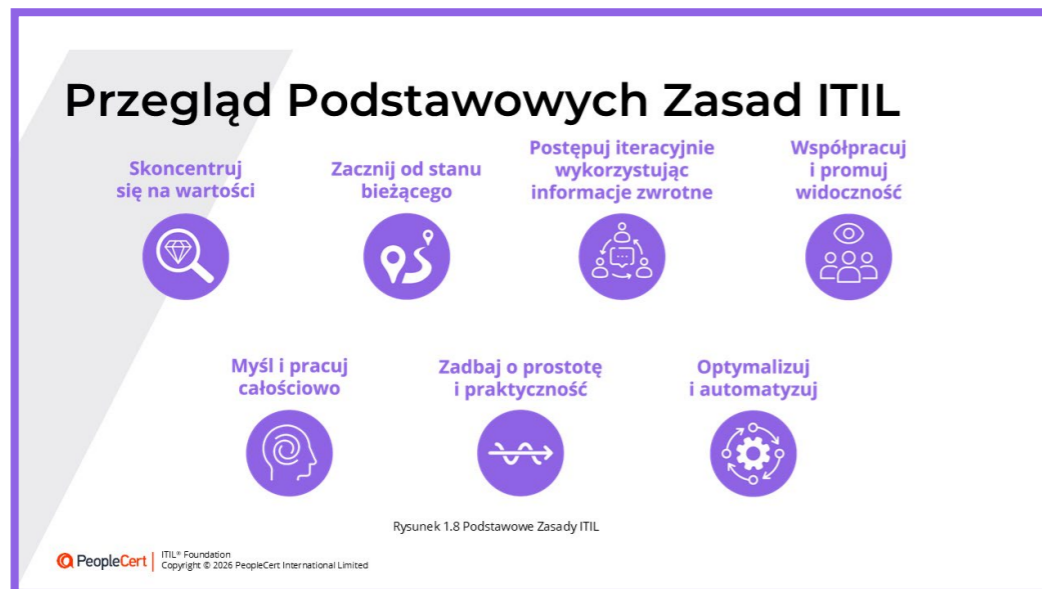 Przegląd Podstawowych Zasad ITIL
Skoncentruj
się na wartości
Zacznij od stanu
bieżącego
Postępuj iteracyjnie
wykorzystując
informacje zwrotne
Współpracuj
i promuj
widoczność
Myśl i pracuj
całościowo
Zadbaj o prostotę
i praktyczność
Optymalizuj
i automatyzuj
Rysunek 1.8 Podstawowe Zasady ITIL
PeopleCert
ITIL® Foundation
Copyright © 2026 PeopleCert International Limited